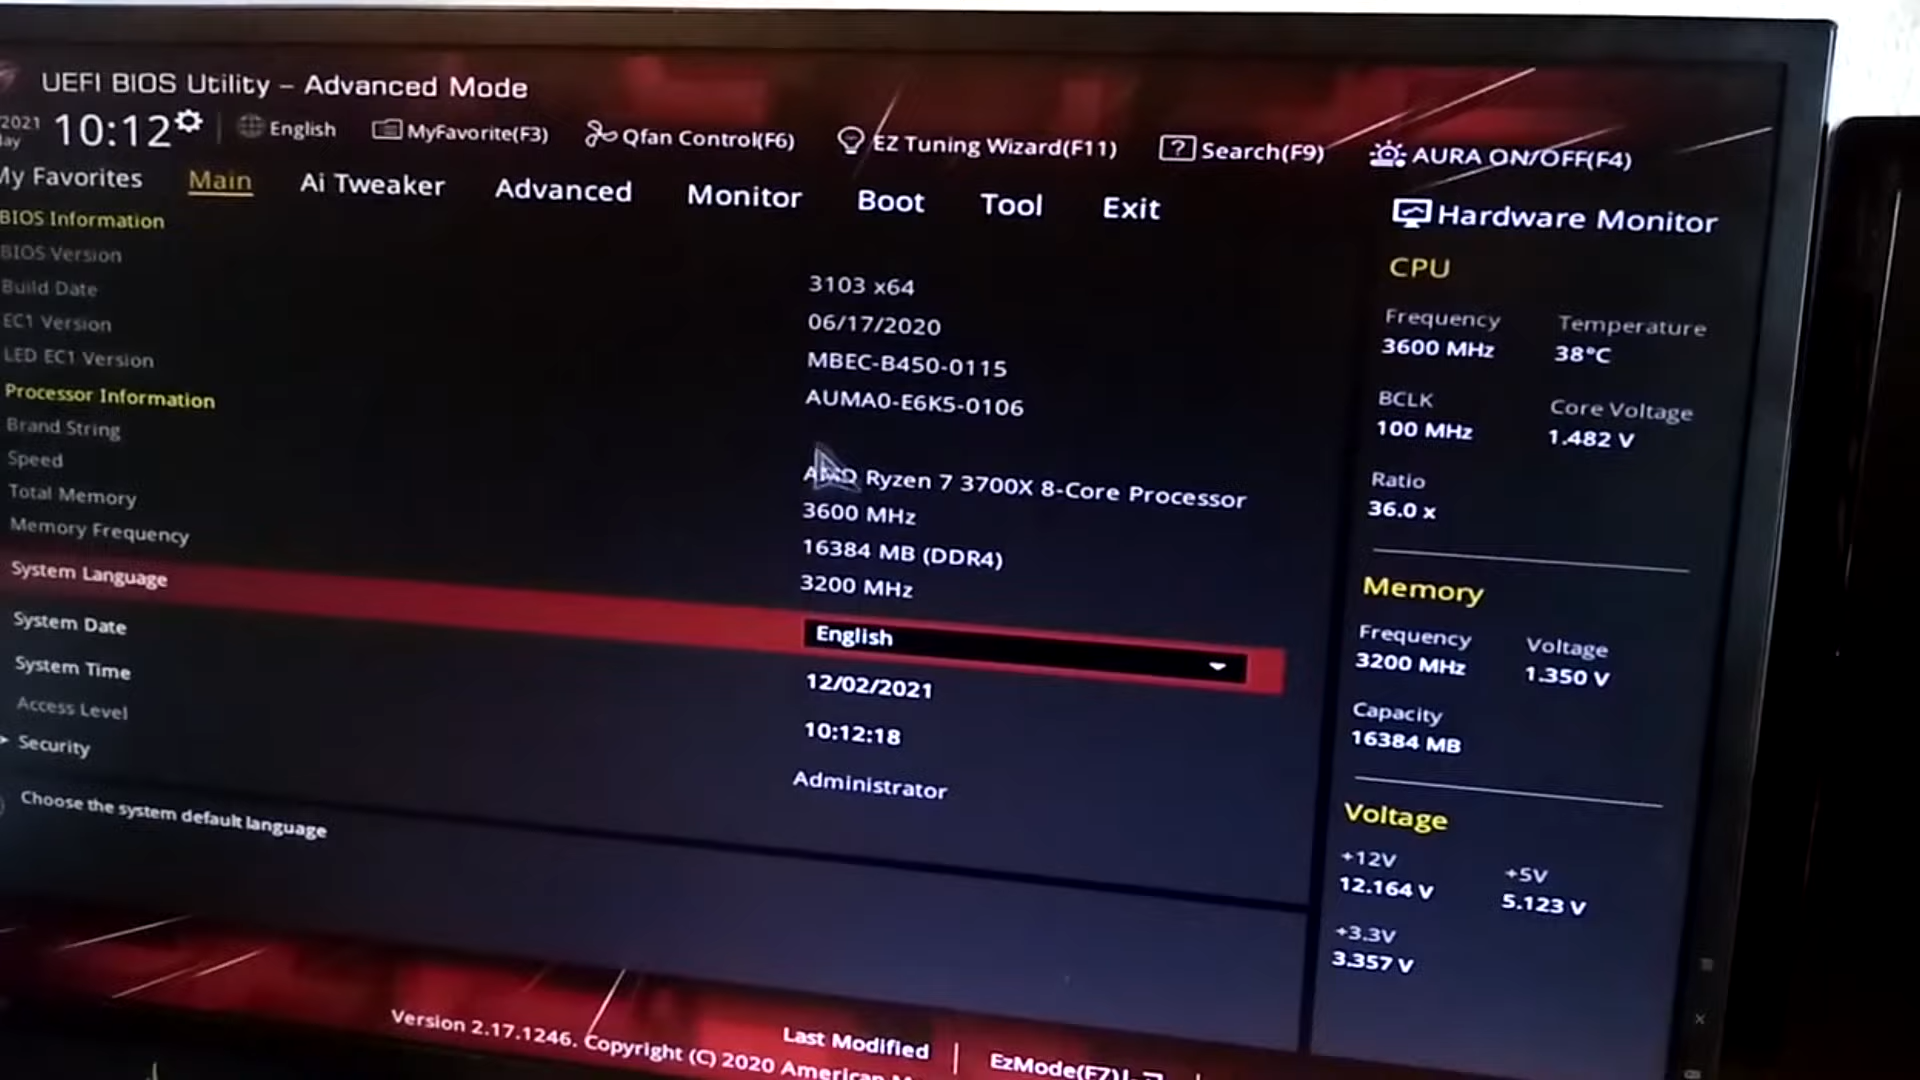 UEFI BIOS Utility – Advanced Mode
2021
10:12
English
MyFavorite(F3)
Qfan Control(F6)
EZ Tuning Wizard(F11)
? Search(F9)
AURA ON/OFF(F4)
My Favorites
Main
Ai Tweaker
Advanced
Monitor
Boot
Tool
Exit
BIOS Information
BIOS Version 3103 x64
Build Date 06/17/2020
EC1 Version MBEC-B450-0115
LED EC1 Version AUMA0-E6K5-0106
Processor Information
Brand String AMD Ryzen 7 3700X 8-Core Processor
Speed 3600 MHz
Total Memory 16384 MB (DDR4)
Memory Frequency 3200 MHz
System Language English
System Date 12/02/2021
System Time 10:12:18
Access Level Administrator
Security
Choose the system default language
Hardware Monitor
CPU
Frequency Temperature
3600 MHz 38°C
BCLK Core Voltage
100 MHz 1.482 V
Ratio
36.0 x
Memory
Frequency Voltage
3200 MHz 1.350 V
Capacity
16384 MB
Voltage
+12V +5V
12.164 V 5.123 V
+3.3V
3.357 V
Last Modified
EzMode(F7)
Version 2.17.1246. Copyright (C) 2020 American